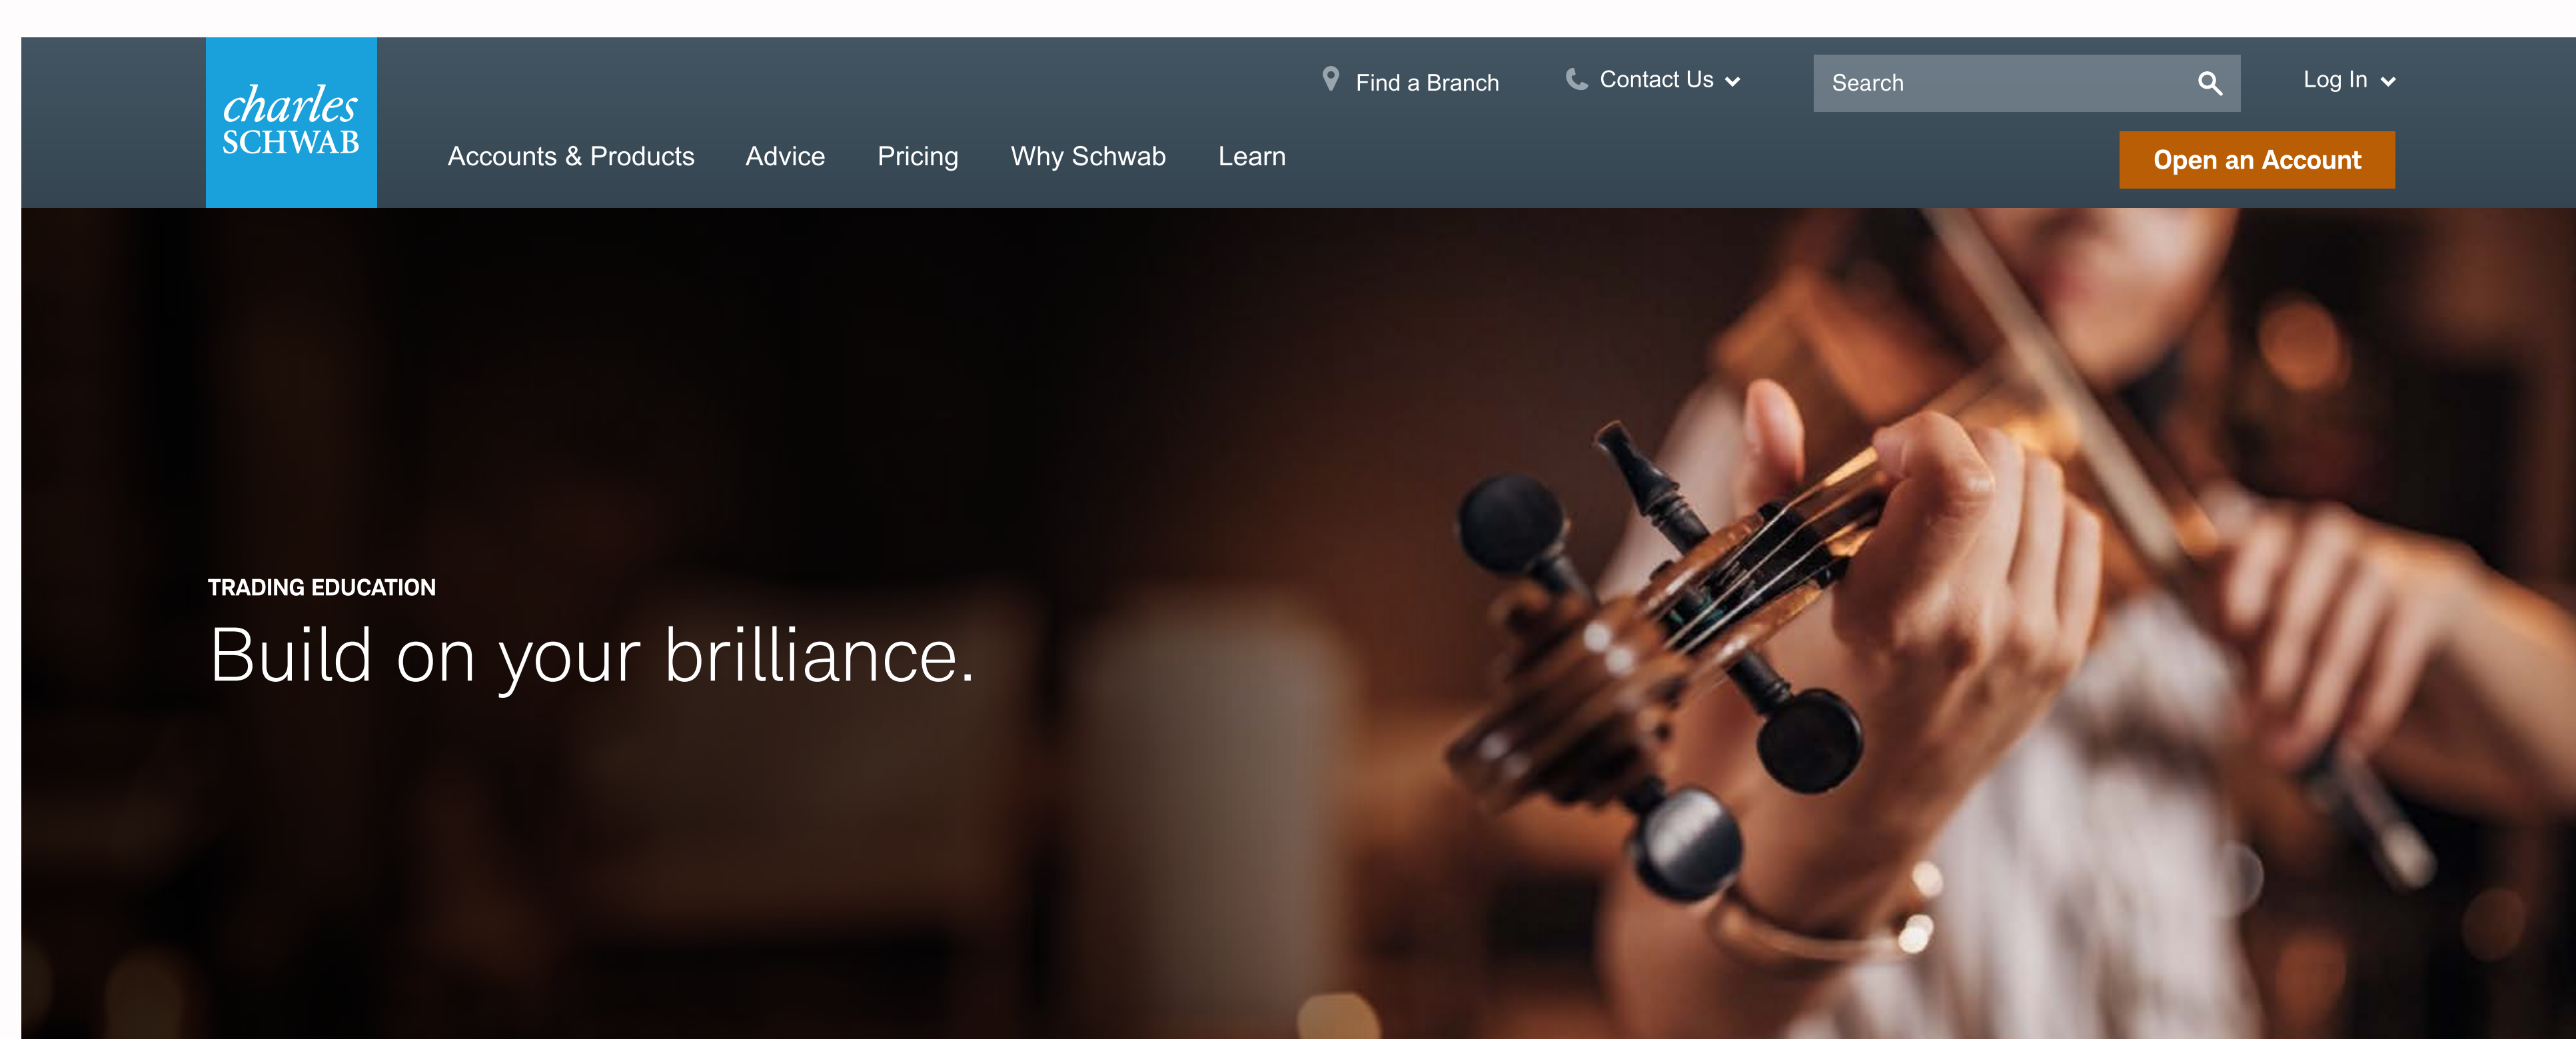 charles
SCHWAB
Find a Branch
Contact Us
Search
Log In
Accounts & Products
Advice
Pricing
Why Schwab
Learn
Open an Account
TRADING EDUCATION
Build on your brilliance.